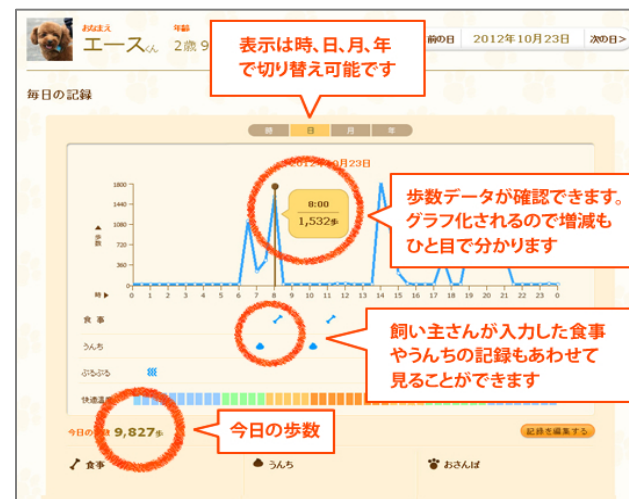 おなまえ
エースくん
年齢
2歳9
前の日
2012年10月23日
次の日>
表示は時、日、月、年
で切り替え可能です
毎日の記録
時
日
月
年
2012年10月23日
1800
1440
1080
720
360
0
▲歩数
8:00
1,532歩
歩数データが確認できます。
グラフ化されるので増減も
ひと目で分かります
時▶ 0 1 2 3 4 5 6 7 8 9 10 11 12 13 14 15 16 17 18 19 20 21 22 23 0
食事
うんち
ぶるぶる
快適温
飼い主さんが入力した食事
やうんちの記録もあわせて
見ることができます
今日の歩数 9,827歩
今日の歩数
記録を編集する
食事
うんち
おさんぽ